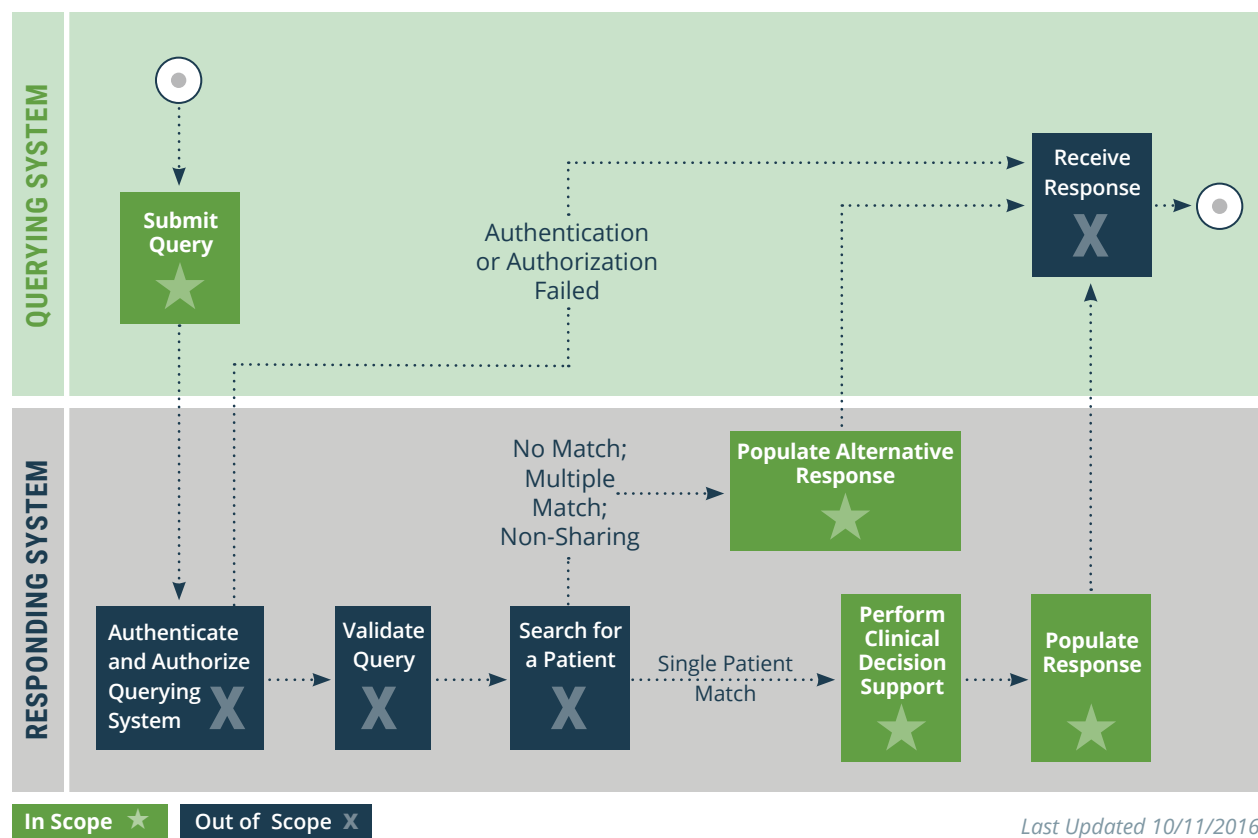 QUERYING SYSTEM
Submit
Query
Authentication
or Authorization
Failed
Receive
Response
X
RESPONDING SYSTEM
No Match;
Multiple
Match;
Non-Sharing
Populate Alternative
Response
Authenticate
and Authorize
Querying
System X
Validate
Query
X
Search for
a Patient
X
Single Patient
Match
Perform
Clinical
Decision
Support
Populate
Response
In Scope
Out of Scope X
Last Updated 10/11/2016